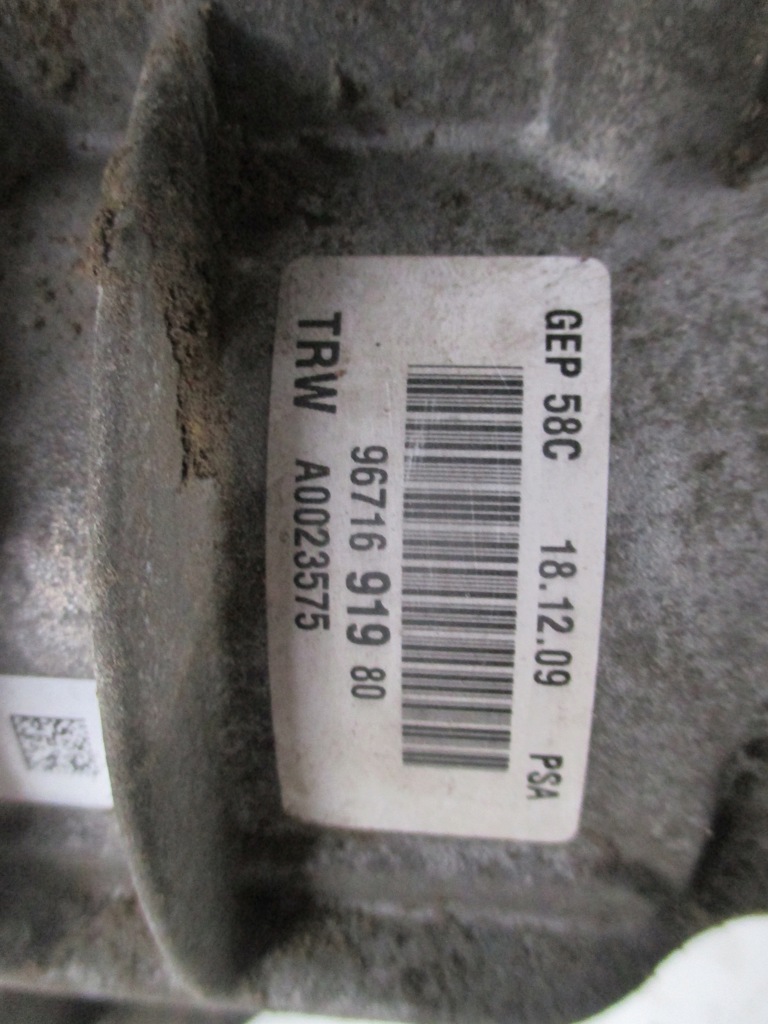 GEP 58C 18.12.09 PSA
96716 919 80
TRW A0023575